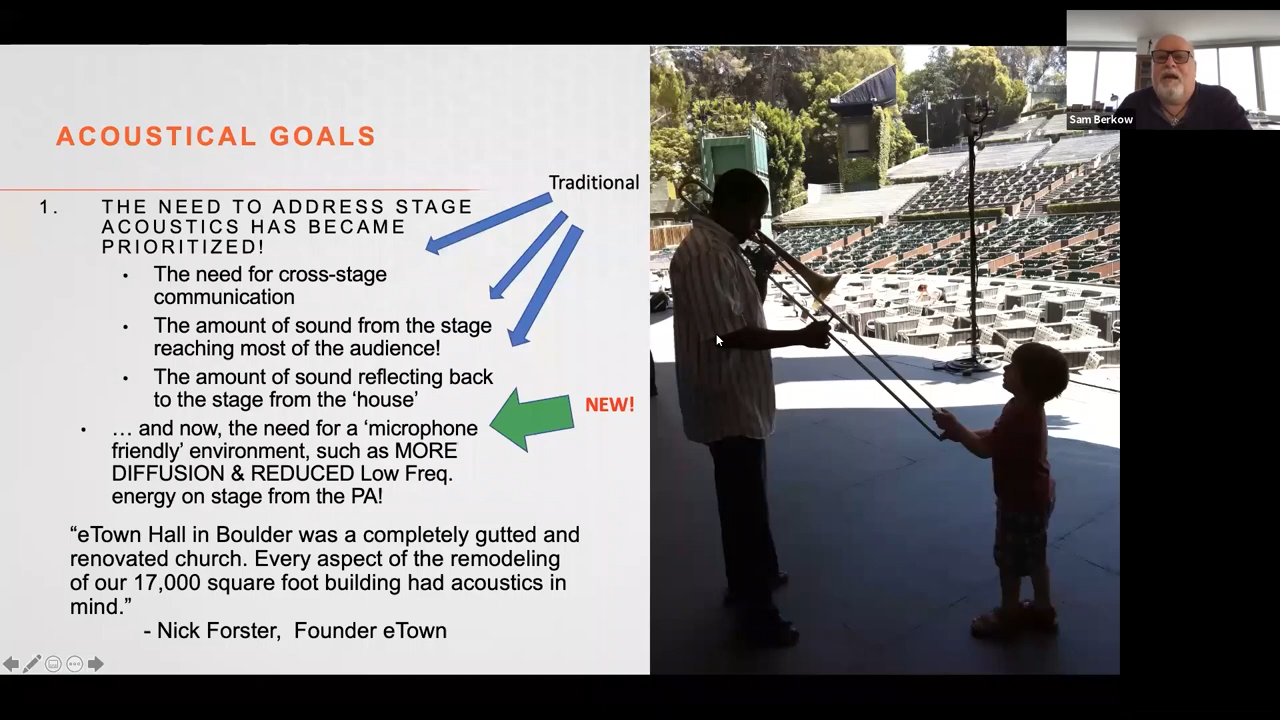 ACOUSTICAL GOALS
Traditional
1. THE NEED TO ADDRESS STAGE
ACOUSTICS HAS BECAME
PRIORITIZED!
• The need for cross-stage
communication
• The amount of sound from the stage
reaching most of the audience!
• The amount of sound reflecting back
to the stage from the ‘house’
NEW!
• … and now, the need for a ‘microphone
friendly’ environment, such as MORE
DIFFUSION & REDUCED Low Freq.
energy on stage from the PA!
“eTown Hall in Boulder was a completely gutted and
renovated church. Every aspect of the remodeling
of our 17,000 square foot building had acoustics in
mind.”
- Nick Forster, Founder eTown
Sam Berkow